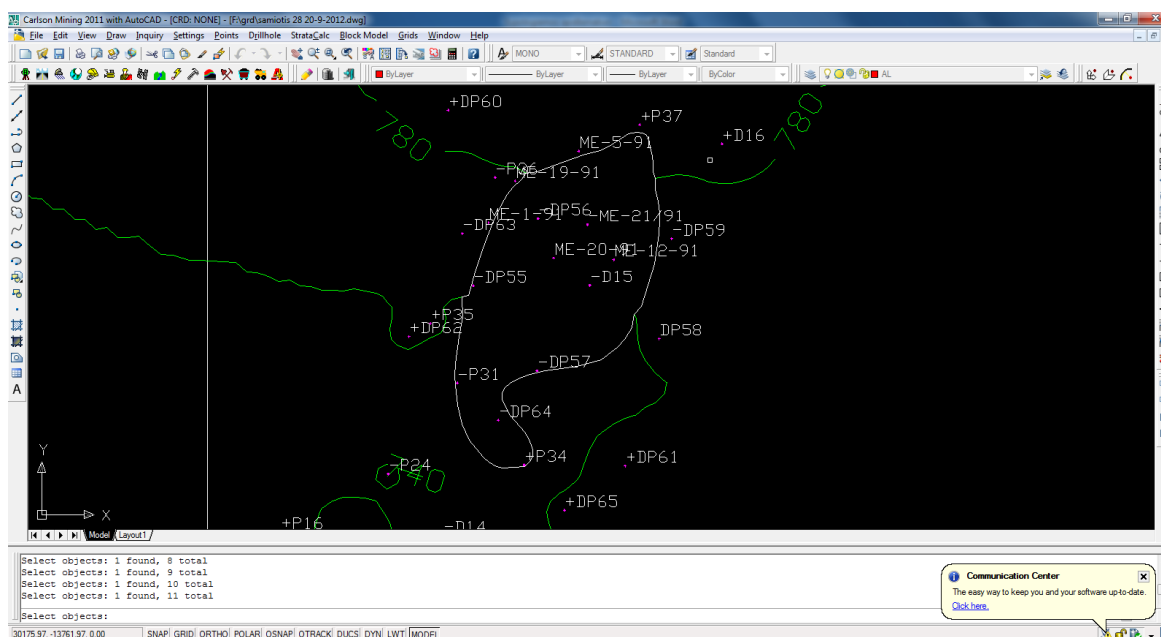 Carlson Mining 2011 with AutoCAD - [CRD: NONE] - [F:\grd\samiotis 28 20-9-2012.dwg]
File Edit View Draw Inquiry Settings Points Drillhole StrataCalc Block Model Grids Window Help
MONO STANDARD Standard
ByLayer ByLayer ByLayer ByColor AL
+DP60
+P37
780
+D16
780
ME-5-91
ME-19-91
-DP56
ME-1-91
-ME-21/91
-DP63
-DP59
ME-20-91
ME-12-91
-DP55
-D15
+P35
+DP62
DP58
-DP57
-P31
-DP64
-P24
+P34
+DP61
+DP65
+P16
-D14
Y
X
A
Model Layout1
Select objects: 1 found, 8 total
Select objects: 1 found, 9 total
Select objects: 1 found, 10 total
Select objects: 1 found, 11 total
Select objects:
Communication Center
The easy way to keep you and your software up-to-date.
Click here.
30175.97, -13761.97, 0.00 SNAP GRID ORTHO POLAR OSNAP OTRACK DUCS DYN LWT MODEL